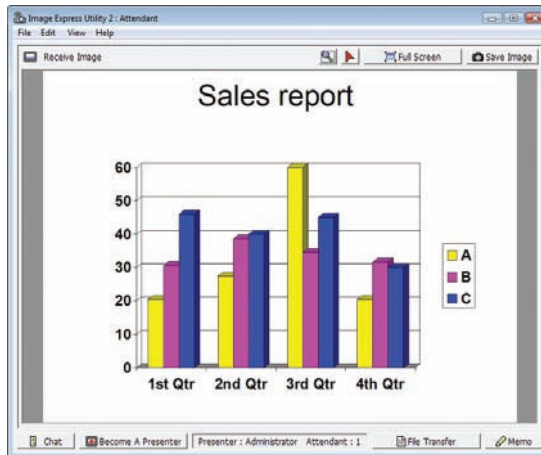 Image Express Utility 2 : Attendant
File Edit View Help
Receive Image Full Screen Save Image
Sales report
60
50
40
30
20
10
0
1st Qtr 2nd Qtr 3rd Qtr 4th Qtr
A
B
C
Chat Become A Presenter Presenter : Administrator Attendant : 1 File Transfer Memo